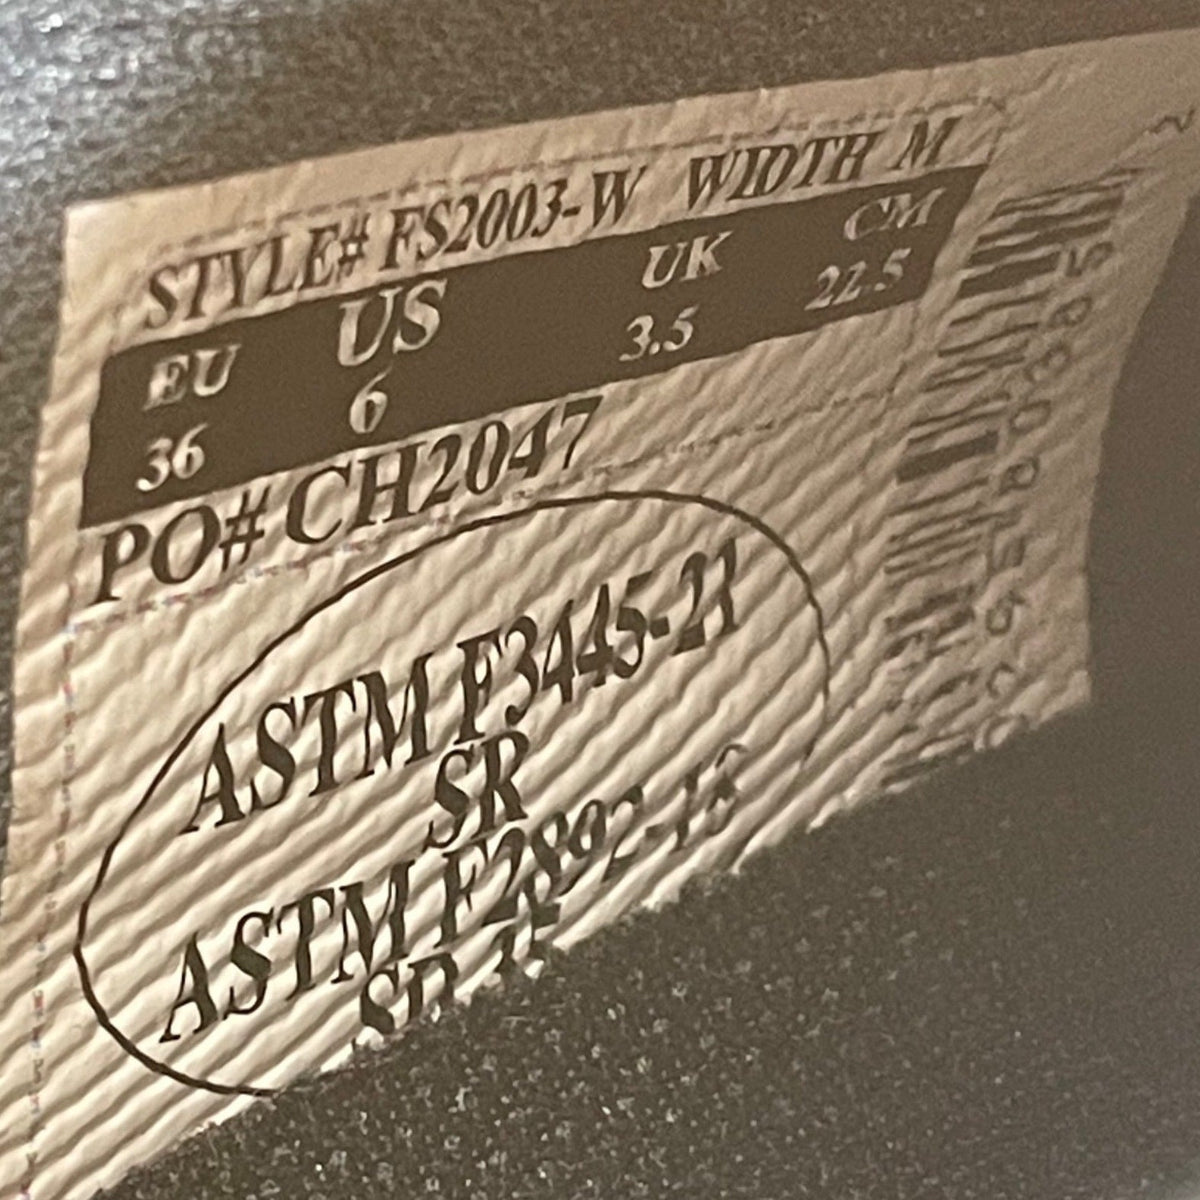 STYLE# FS2003-W WIDTH M
EU US UK CM
36 6 3.5 22.5
PO# CH2047
ASTM F3445-21
SR
ASTM F2892-18
SD